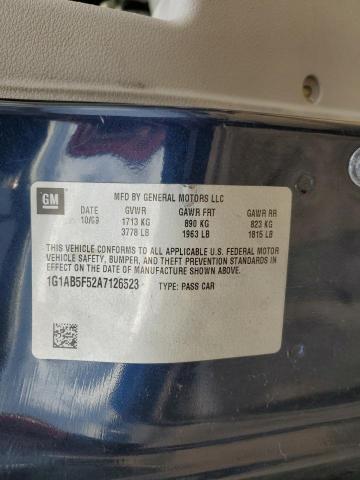 GM
MFD BY GENERAL MOTORS LLC
DATE GVWR GAWR FRT GAWR RR
10/09 1713 KG 890 KG 823 KG
3778 LB 1963 LB 1815 LB
THIS VEHICLE CONFORMS TO ALL APPLICABLE U.S. FEDERAL MOTOR
VEHICLE SAFETY, BUMPER, AND THEFT PREVENTION STANDARDS IN
EFFECT ON THE DATE OF MANUFACTURE SHOWN ABOVE.
1G1AB5F52A7126523 TYPE: PASS CAR